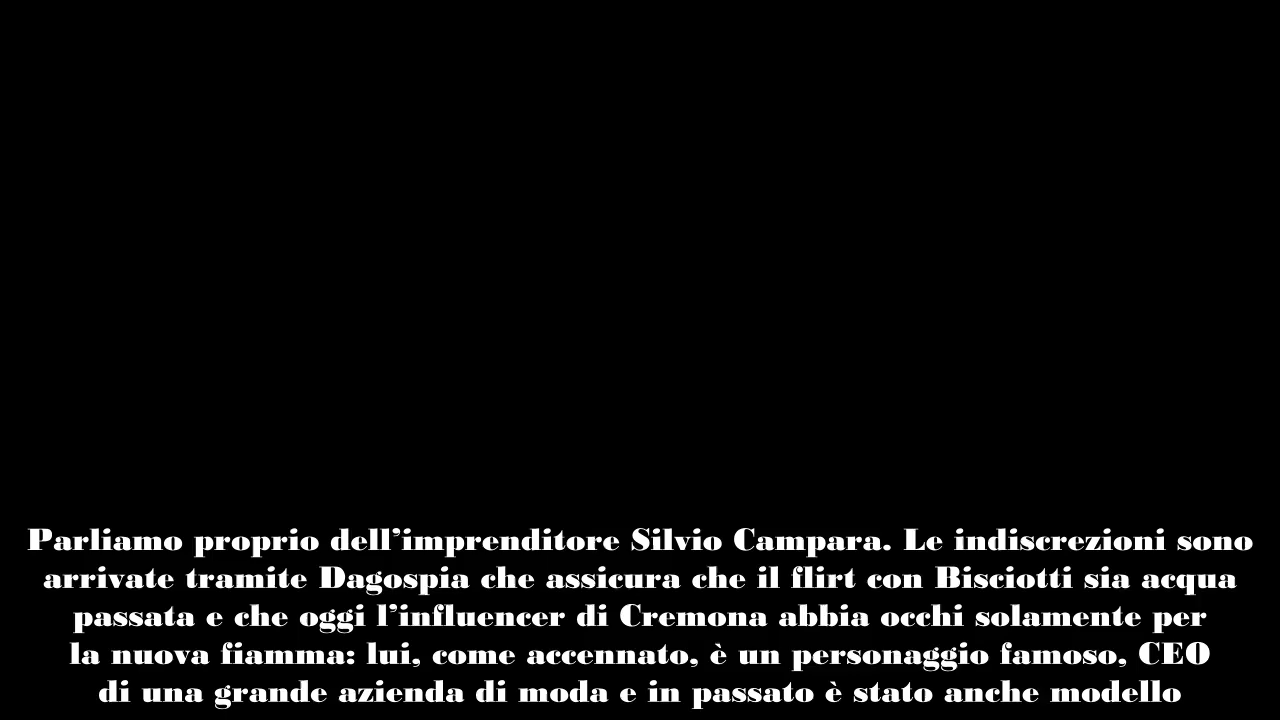 Parliamo proprio dell’imprenditore Silvio Campara. Le indiscrezioni sono
arrivate tramite Dagospia che assicura che il flirt con Bisciotti sia acqua
passata e che oggi l’influencer di Cremona abbia occhi solamente per
la nuova fiamma: lui, come accennato, è un personaggio famoso, CEO
di una grande azienda di moda e in passato è stato anche modello